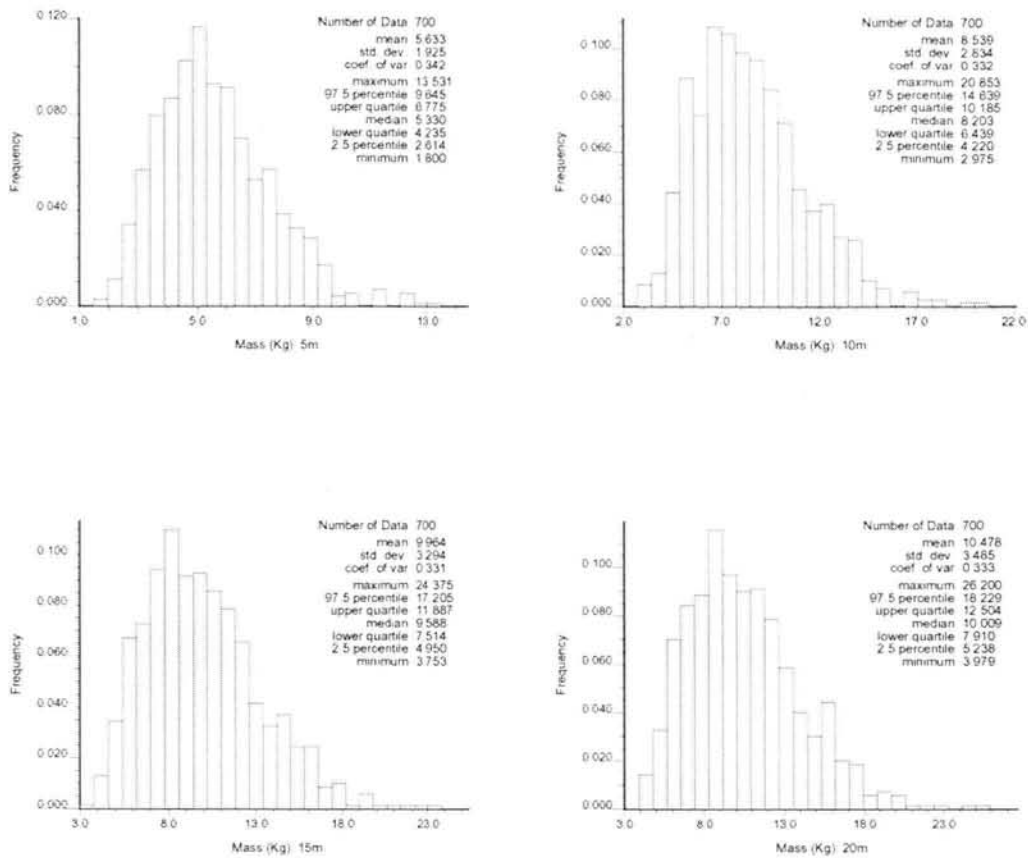 Number of Data 700
mean 5.633
std. dev. 1.925
coef. of var 0.342
maximum 13.531
97.5 percentile 9.645
upper quartile 6.775
median 5.330
lower quartile 4.235
2.5 percentile 2.614
minimum 1.800
Frequency
0.120
0.080
0.040
0.000
1.0 5.0 9.0 13.0
Mass (Kg) 5m
Number of Data 700
mean 8.539
std. dev. 2.834
coef. of var 0.332
maximum 20.853
97.5 percentile 14.639
upper quartile 10.185
median 8.203
lower quartile 6.439
2.5 percentile 4.220
minimum 2.975
Frequency
0.100
0.080
0.060
0.040
0.020
0.000
2.0 7.0 12.0 17.0 22.0
Mass (Kg) 10m
Number of Data 700
mean 9.964
std. dev. 3.294
coef. of var 0.331
maximum 24.375
97.5 percentile 17.205
upper quartile 11.887
median 9.588
lower quartile 7.514
2.5 percentile 4.950
minimum 3.753
Frequency
0.100
0.080
0.060
0.040
0.020
0.000
3.0 8.0 13.0 18.0 23.0
Mass (Kg) 15m
Number of Data 700
mean 10.478
std. dev. 3.485
coef. of var 0.333
maximum 26.200
97.5 percentile 18.229
upper quartile 12.504
median 10.009
lower quartile 7.910
2.5 percentile 5.238
minimum 3.979
Frequency
0.100
0.080
0.060
0.040
0.020
0.000
3.0 8.0 13.0 18.0 23.0
Mass (Kg) 20m